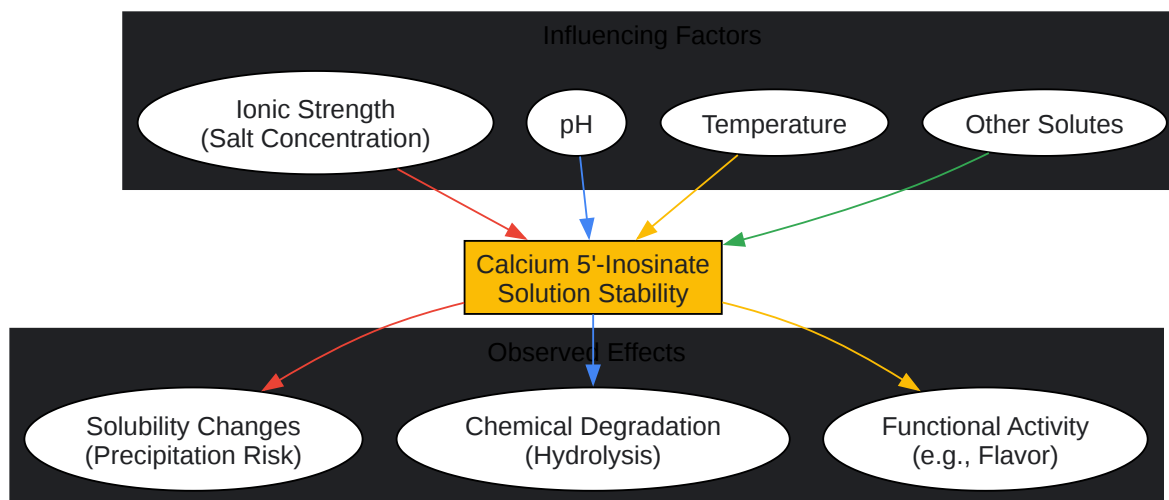 Influencing Factors
Ionic Strength
(Salt Concentration)
pH
Temperature
Other Solutes
Calcium 5'-Inosinate
Solution Stability
Observed Effects
Solubility Changes
(Precipitation Risk)
Chemical Degradation
(Hydrolysis)
Functional Activity
(e.g., Flavor)